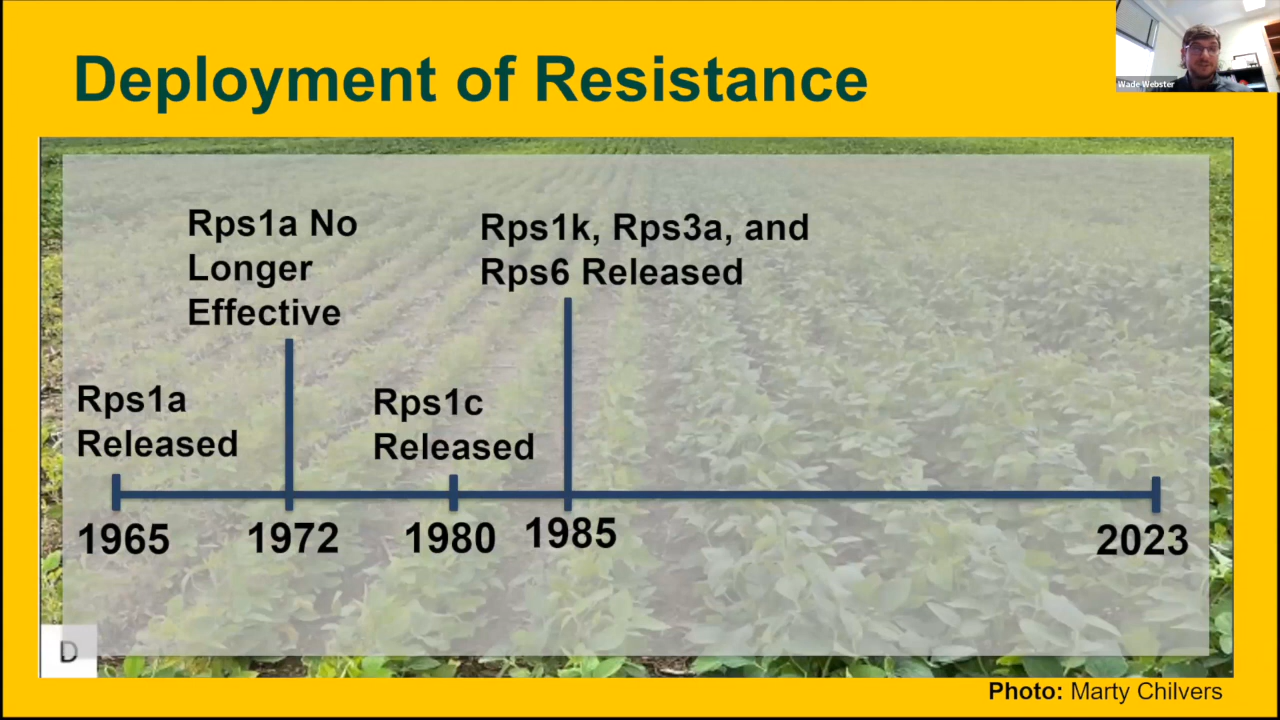 Deployment of Resistance
Wade Webster
Rps1a No
Longer
Effective
Rps1k, Rps3a, and
Rps6 Released
Rps1a
Released
Rps1c
Released
1965
1972
1980
1985
2023
D
Photo: Marty Chilvers